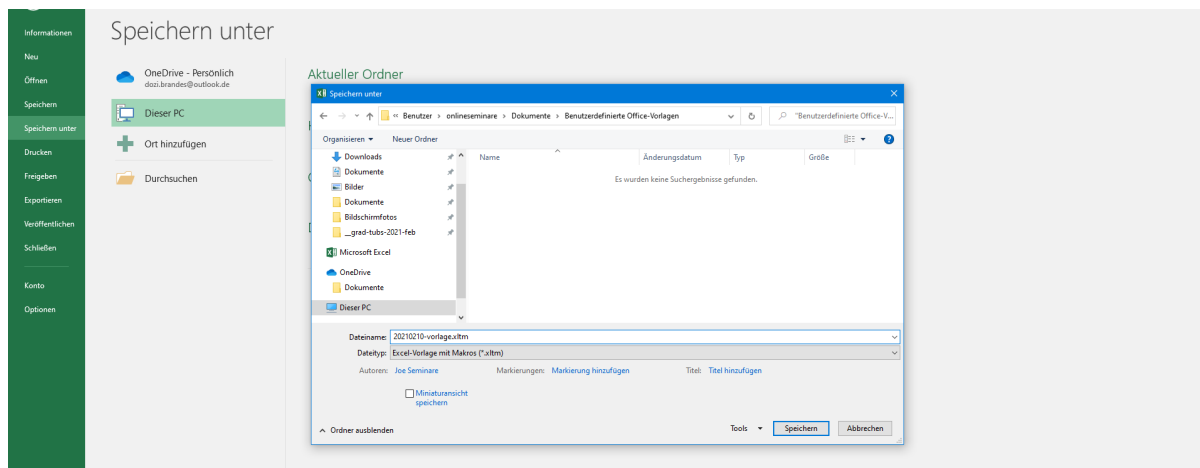 Speichern unter
Informationen
Neu
Öffnen
Speichern
Speichern unter
Drucken
Freigeben
Exportieren
Veröffentlichen
Schließen
Konto
Optionen
OneDrive - Persönlich
dozi.brandes@outlook.de
Dieser PC
Ort hinzufügen
Durchsuchen
Aktueller Ordner
Speichern unter
« Benutzer › onlineseminare › Dokumente › Benutzerdefinierte Office-Vorlagen
"Benutzerdefinierte Office-V...
Organisieren Neuer Ordner
Downloads
Dokumente
Bilder
Dokumente
Bildschirmfotos
__grad-tubs-2021-feb
Microsoft Excel
OneDrive
Dokumente
Dieser PC
Name Änderungsdatum Typ Größe
Es wurden keine Suchergebnisse gefunden.
Dateiname: 20210210-vorlage.xltm
Dateityp: Excel-Vorlage mit Makros (*.xltm)
Autoren: Joe Seminare Markierungen: Markierung hinzufügen Titel: Titel hinzufügen
Miniaturansicht
speichern
Ordner ausblenden
Tools Speichern Abbrechen